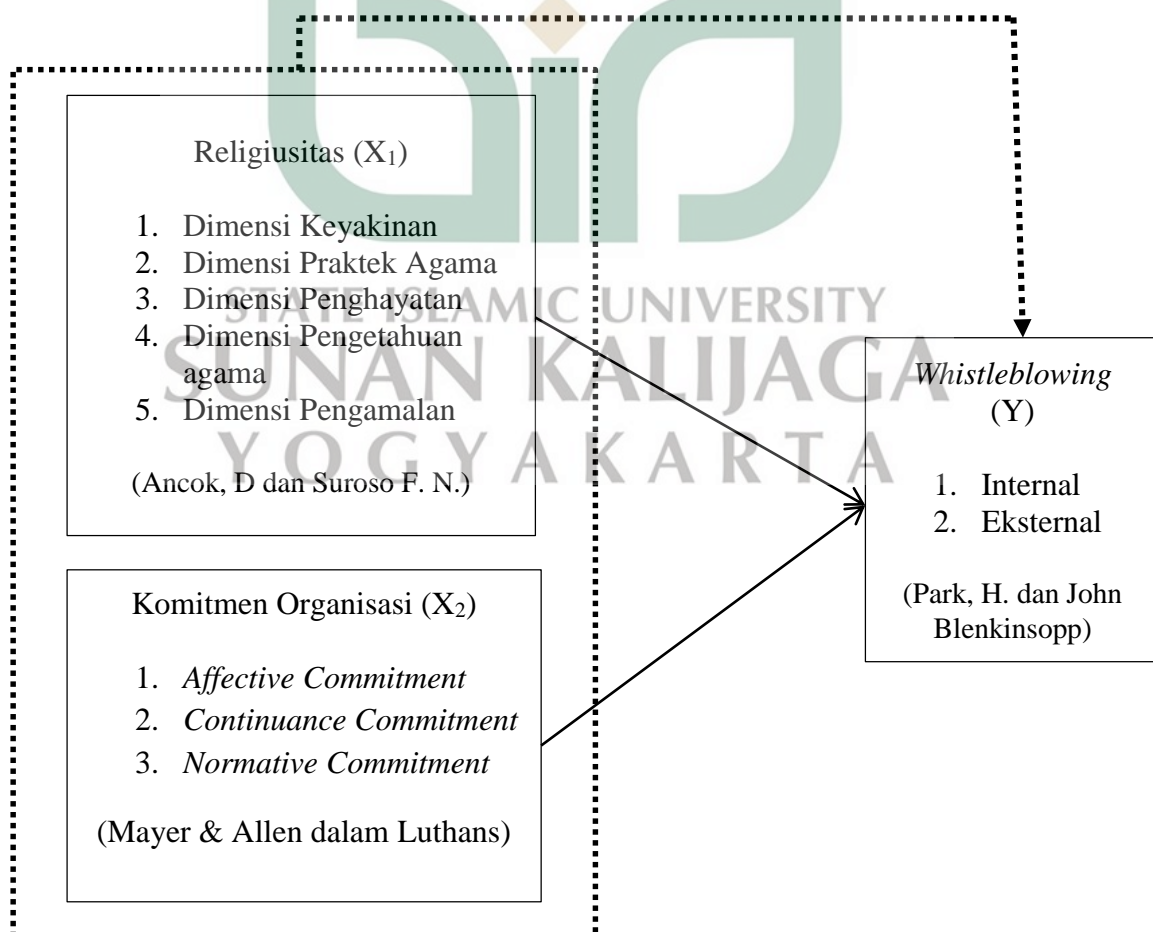 Religiusitas (X₁)
1. Dimensi Keyakinan
2. Dimensi Praktek Agama
3. Dimensi Penghayatan
4. Dimensi Pengetahuan
agama
5. Dimensi Pengamalan
(Ancok, D dan Suroso F. N.)
Komitmen Organisasi (X₂)
1. Affective Commitment
2. Continuance Commitment
3. Normative Commitment
(Mayer & Allen dalam Luthans)
Whistleblowing
(Y)
1. Internal
2. Eksternal
(Park, H. dan John
Blenkinsopp)
STATE ISLAMIC UNIVERSITY
SUNAN KALIJAGA
YOGYAKARTA